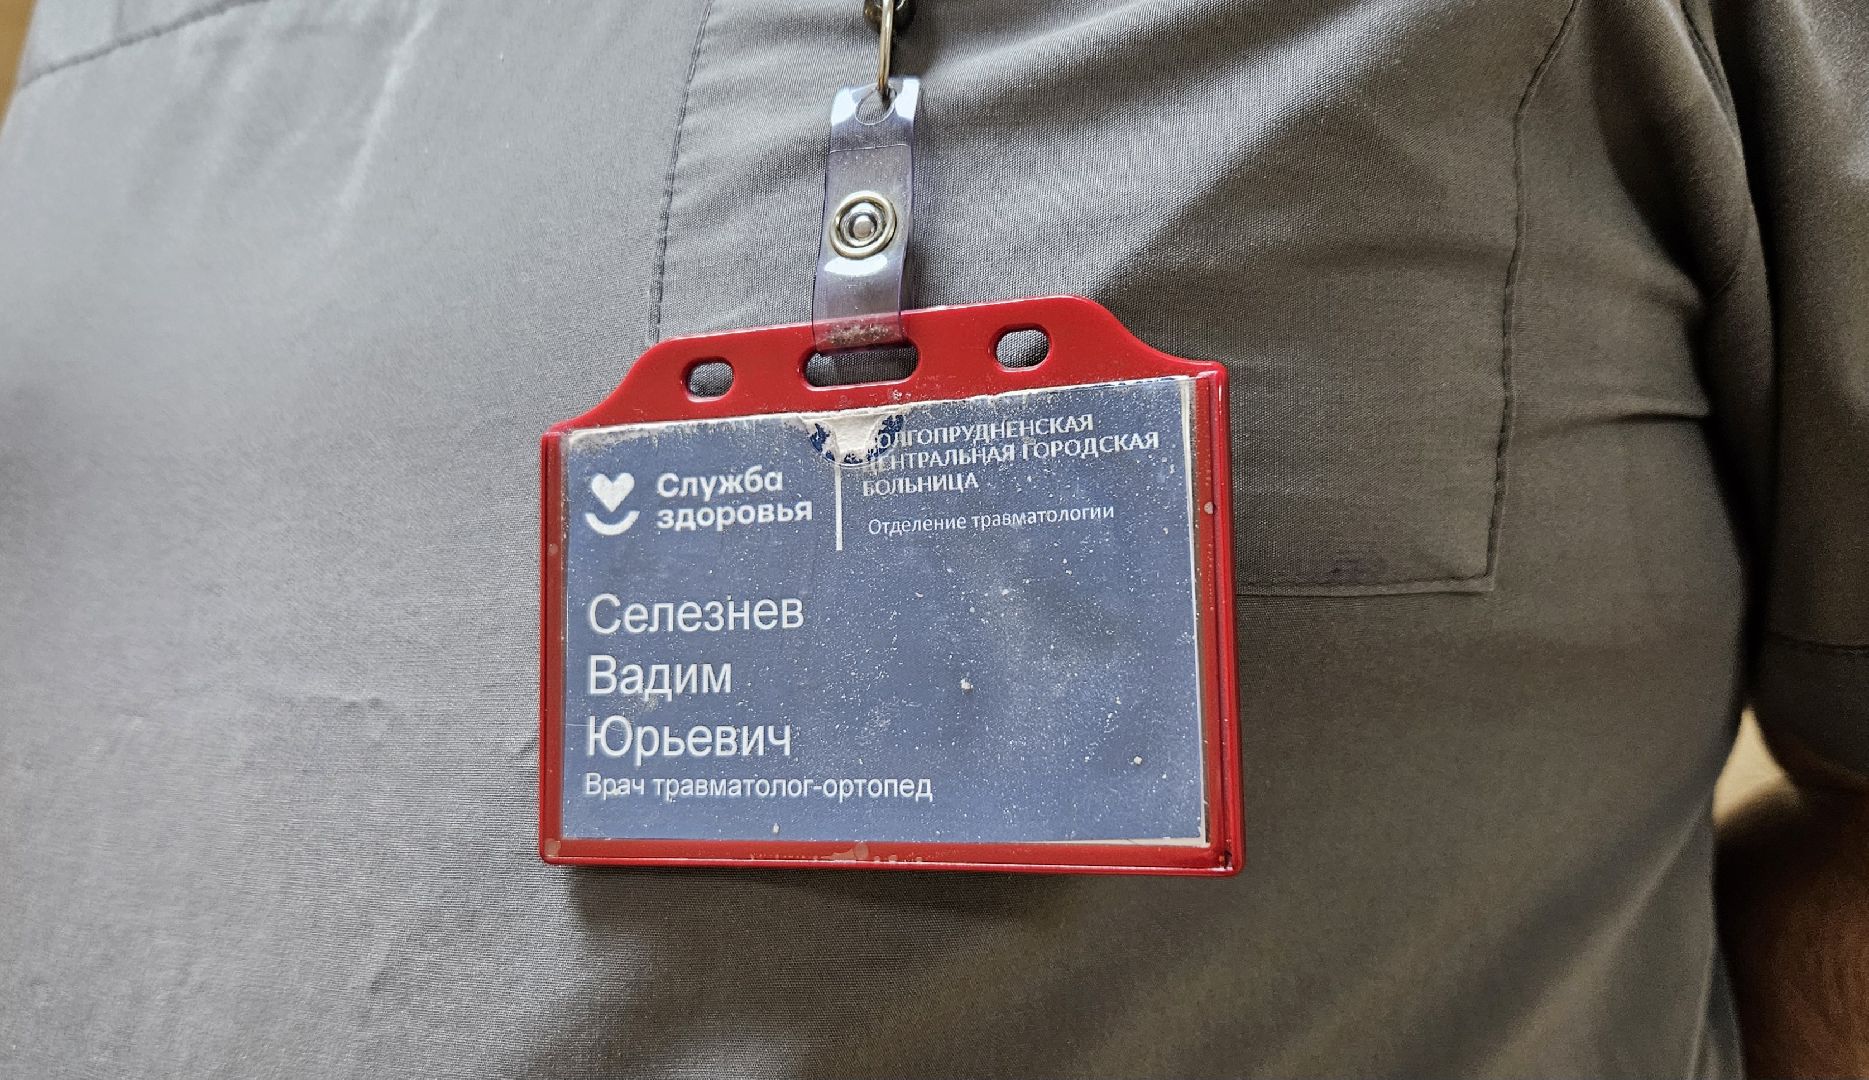 Служба
здоровья
ДОЛГОПРУДНЕНСКАЯ
ЦЕНТРАЛЬНАЯ ГОРОДСКАЯ
БОЛЬНИЦА
Отделение травматологии
Селезнев
Вадим
Юрьевич
Врач травматолог-ортопед